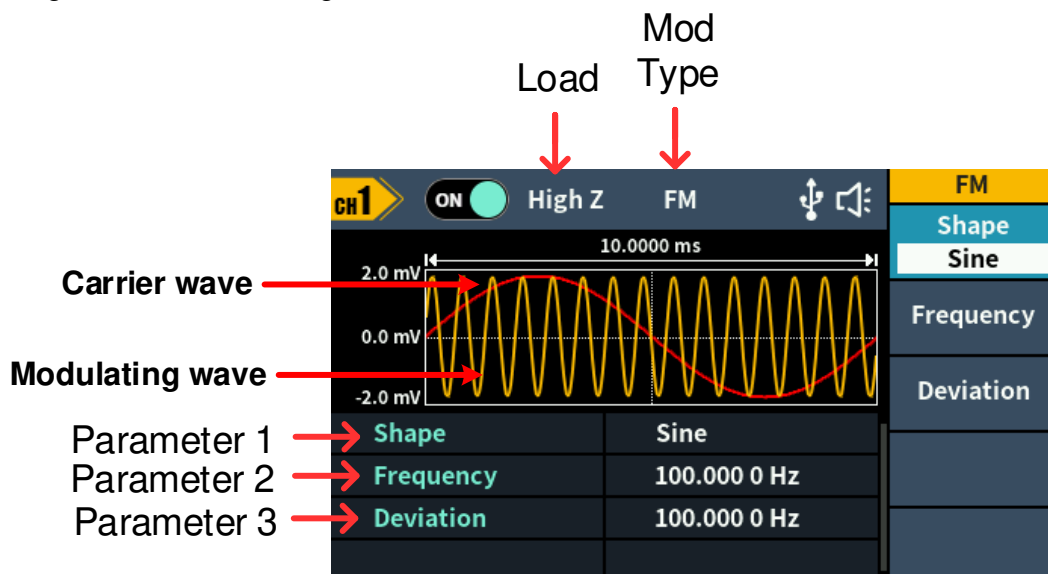 Mod
Type
Load
CH1 ON High Z FM
FM
Shape
Sine
Frequency
Deviation
10.0000 ms
2.0 mV
0.0 mV
-2.0 mV
Carrier wave
Modulating wave
Parameter 1
Shape Sine
Parameter 2
Frequency 100.000 0 Hz
Parameter 3
Deviation 100.000 0 Hz